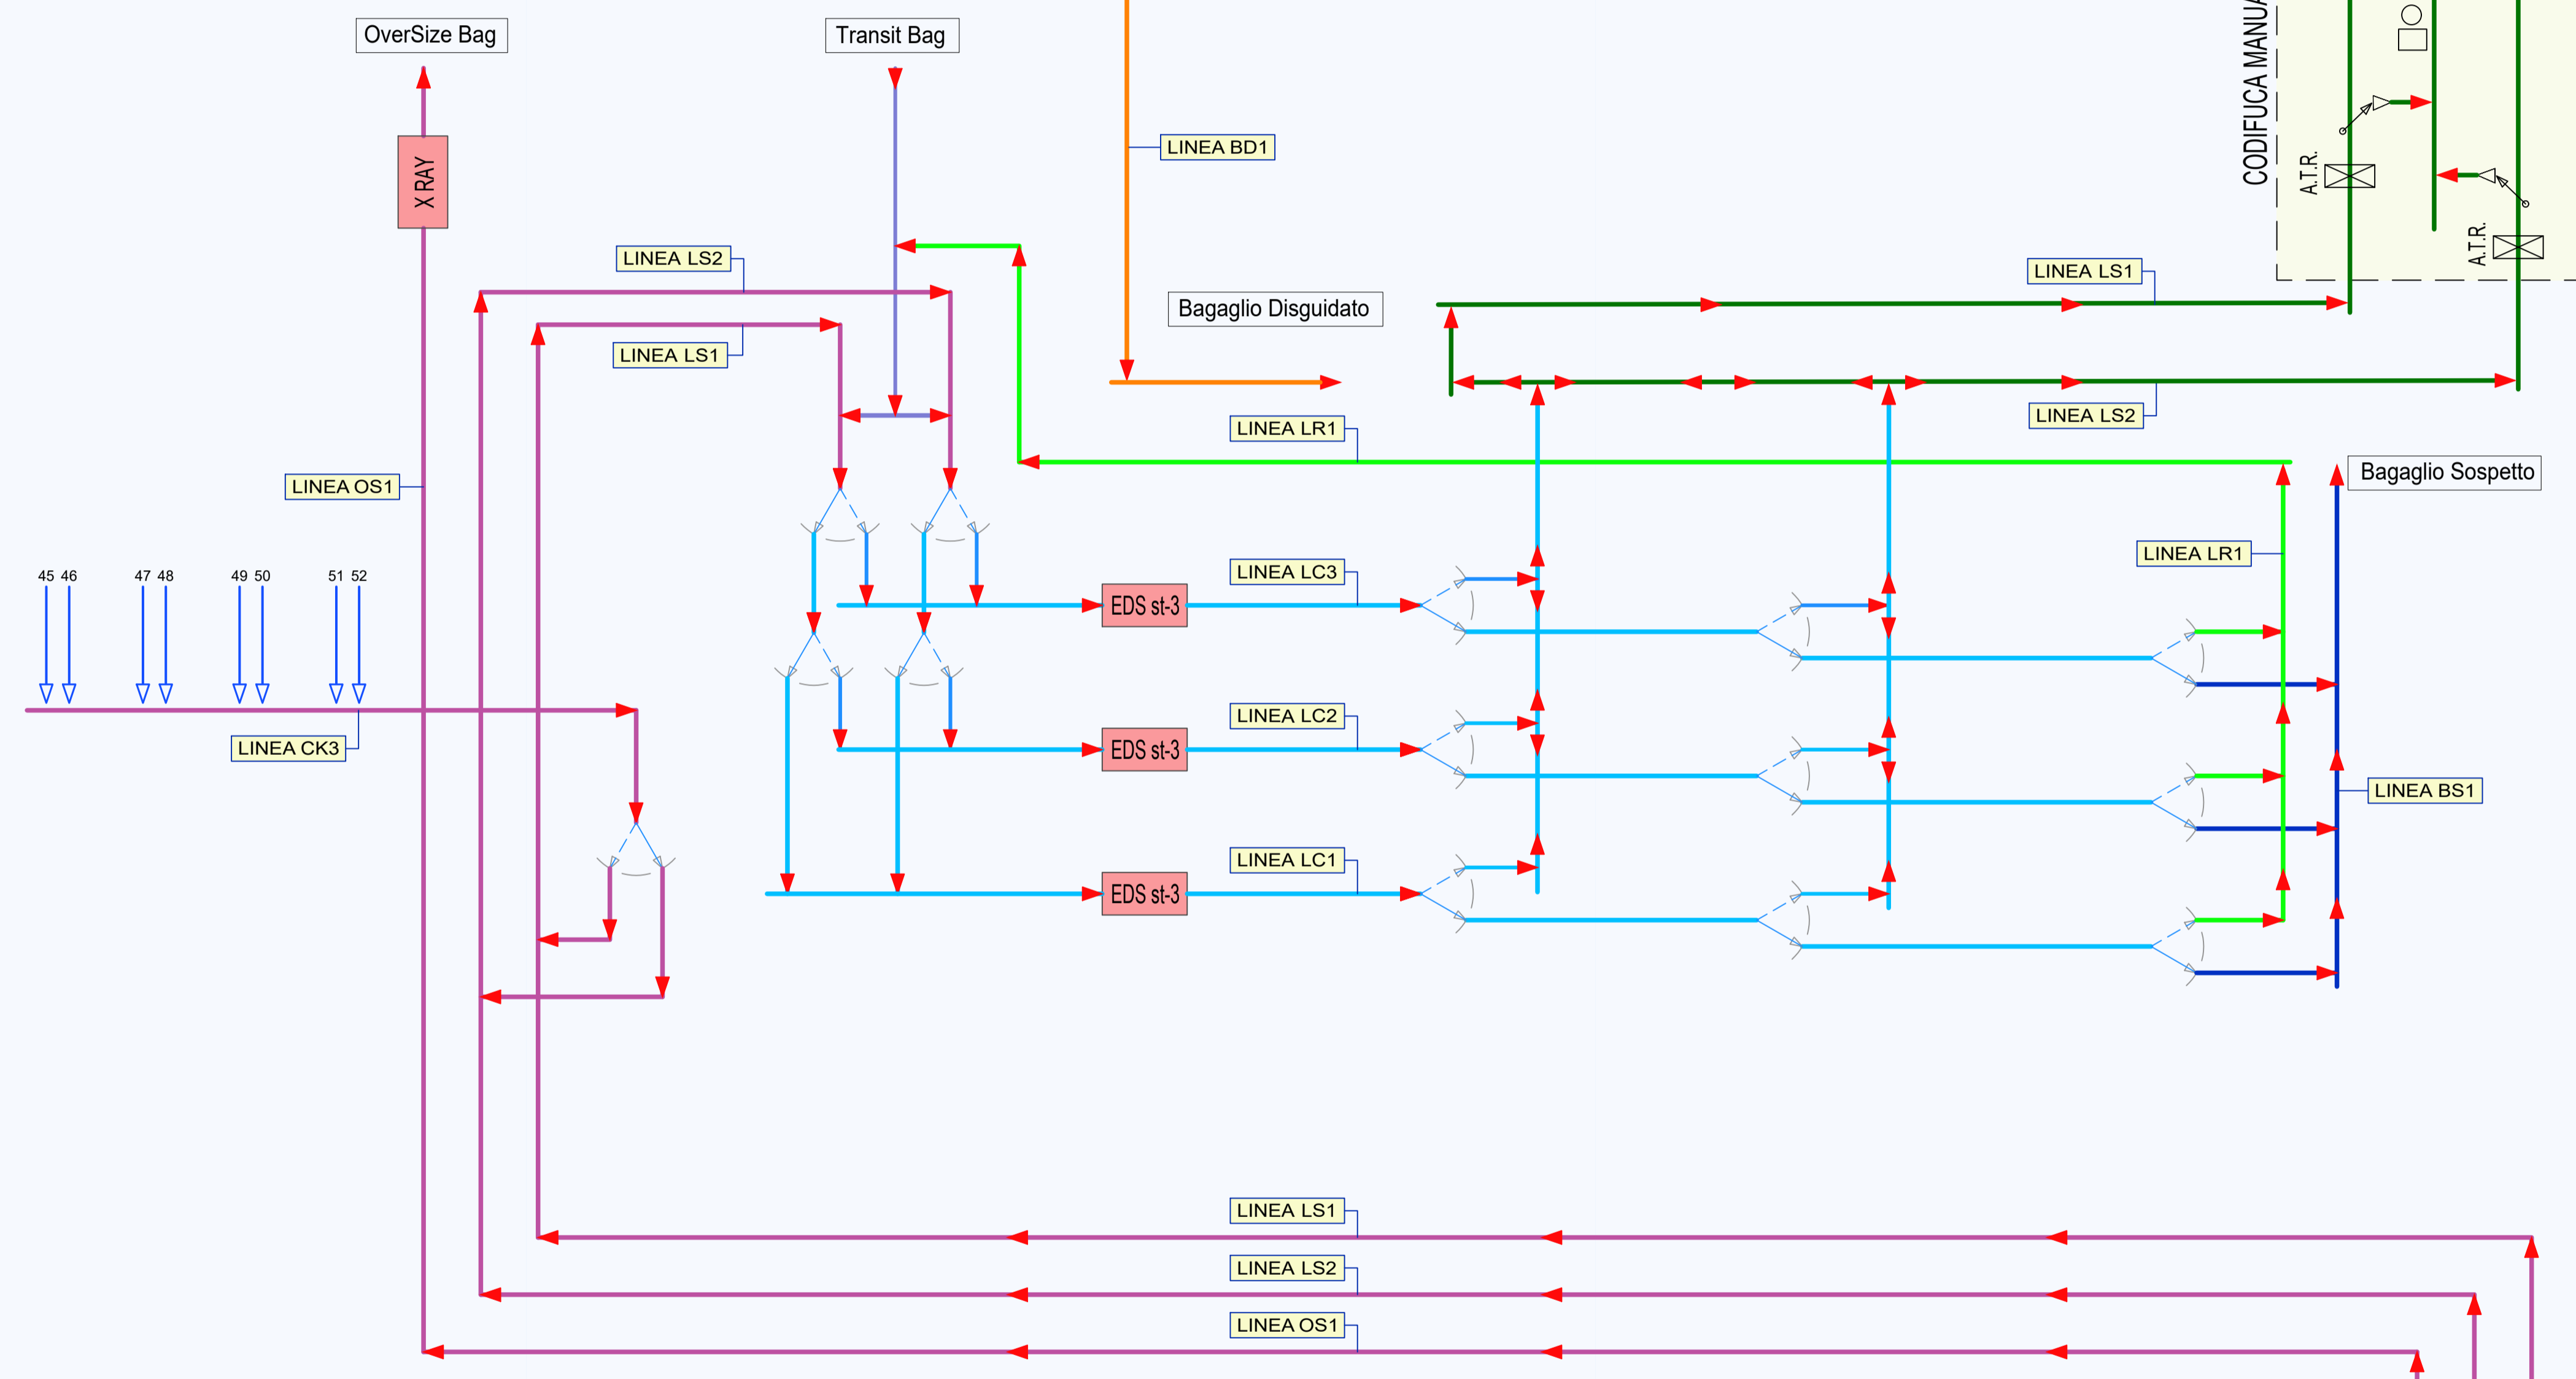 OverSize Bag
Transit Bag
CODIFUCA MANUA
X RAY
LINEA BD1
A.T.R.
A.T.R.
LINEA LS2
LINEA LS1
LINEA LS1
Bagaglio Disguidato
LINEA LR1
LINEA LS2
LINEA OS1
Bagaglio Sospetto
LINEA LC3
LINEA LR1
45 46 47 48 49 50 51 52
EDS st-3
LINEA LC2
LINEA CK3
EDS st-3
LINEA BS1
LINEA LC1
EDS st-3
LINEA LS1
LINEA LS2
LINEA OS1